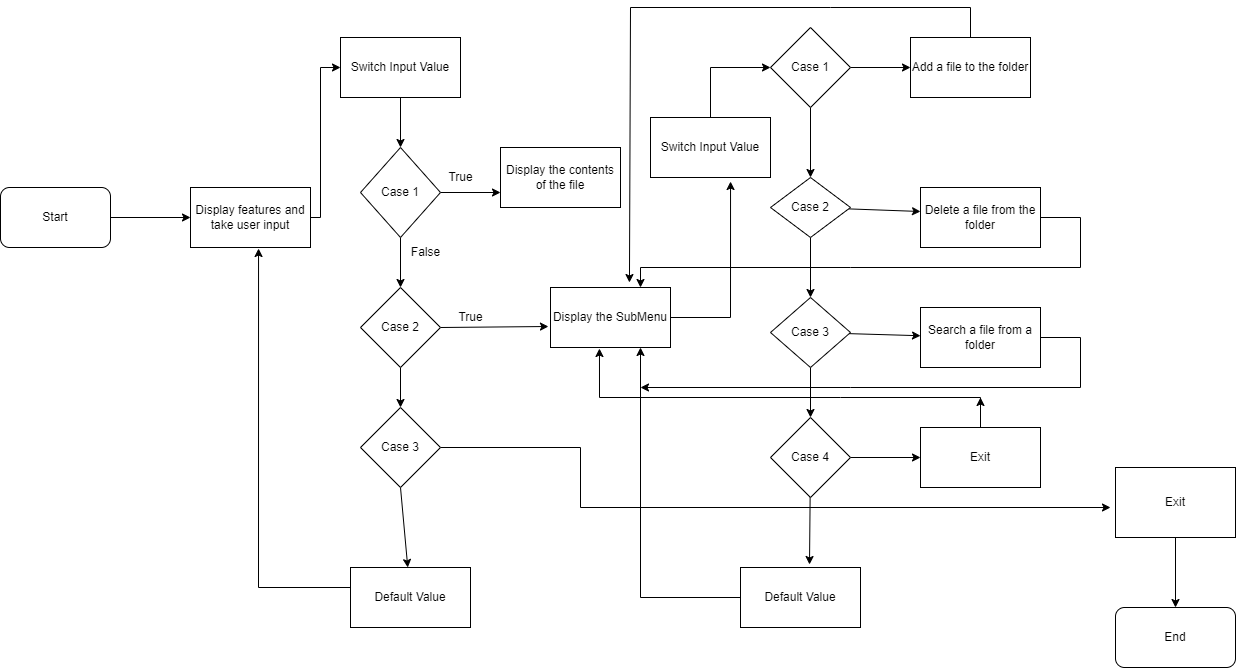 Start
Display features and
take user input
Switch Input Value
Case 1
True
Display the contents
of the file
False
Case 2
True
Case 3
Default Value
Display the SubMenu
Switch Input Value
Case 1
Add a file to the folder
Case 2
Delete a file from the
folder
Case 3
Search a file from a
folder
Case 4
Exit
Default Value
Exit
End